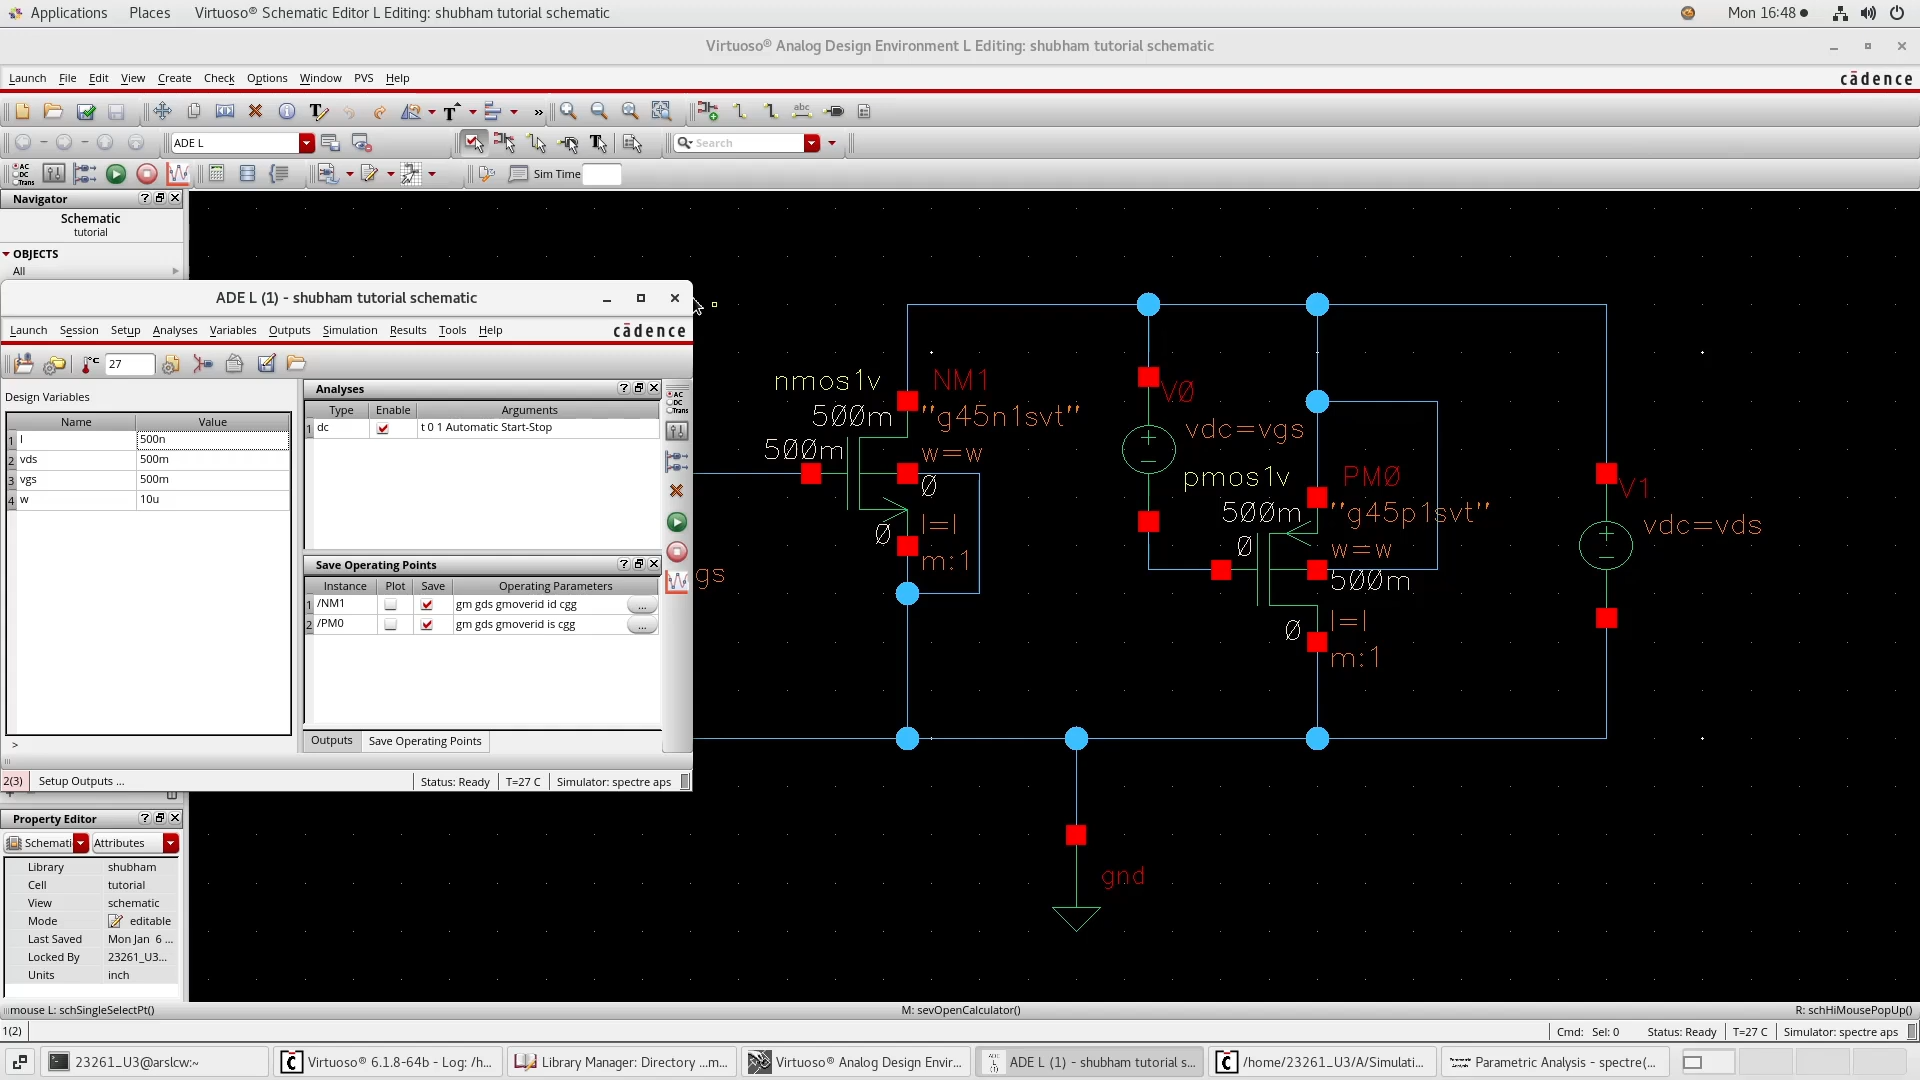 Applications Places Virtuoso® Schematic Editor L Editing: shubham tutorial schematic Mon 16:48
Virtuoso® Analog Design Environment L Editing: shubham tutorial schematic
Launch File Edit View Create Check Options Window PVS Help cādence
ADE L Search
Sim Time
Navigator
Schematic
tutorial
OBJECTS
All
ADE L (1) - shubham tutorial schematic
Launch Session Setup Analyses Variables Outputs Simulation Results Tools Help cādence
27
Design Variables
Name Value
1 l 500n
2 vds 500m
3 vgs 500m
4 w 10u
>
Analyses
Type Enable Arguments
1 dc t 0 1 Automatic Start-Stop
Save Operating Points
Instance Plot Save Operating Parameters
1 /NM1 gm gds gmoverid id cgg ...
2 /PM0 gm gds gmoverid is cgg ...
Outputs Save Operating Points
AC
DC
Trans
2(3) Setup Outputs ... Status: Ready T=27 C Simulator: spectre aps
nmos1v NM1
500m "g45n1svt"
500m w=w
0
0 l=l
m:1
gs
V0
vdc=vgs
pmos1v PM0
500m "g45p1svt"
0 w=w
500m
0 l=l
m:1
V1
vdc=vds
gnd
Property Editor
Schemati Attributes
Library shubham
Cell tutorial
View schematic
Mode editable
Last Saved Mon Jan 6 ...
Locked By 23261_U3...
Units inch
mouse L: schSingleSelectPt() M: sevOpenCalculator() R: schHiMousePopUp()
1(2) Cmd: Sel: 0 Status: Ready T=27 C Simulator: spectre aps
23261_U3@arslcw:~ Virtuoso® 6.1.8-64b - Log: /h... Library Manager: Directory ...m... Virtuoso® Analog Design Envir... ADE L (1) - shubham tutorial s... /home/23261_U3/A/Simulati... Parametric Analysis - spectre(...